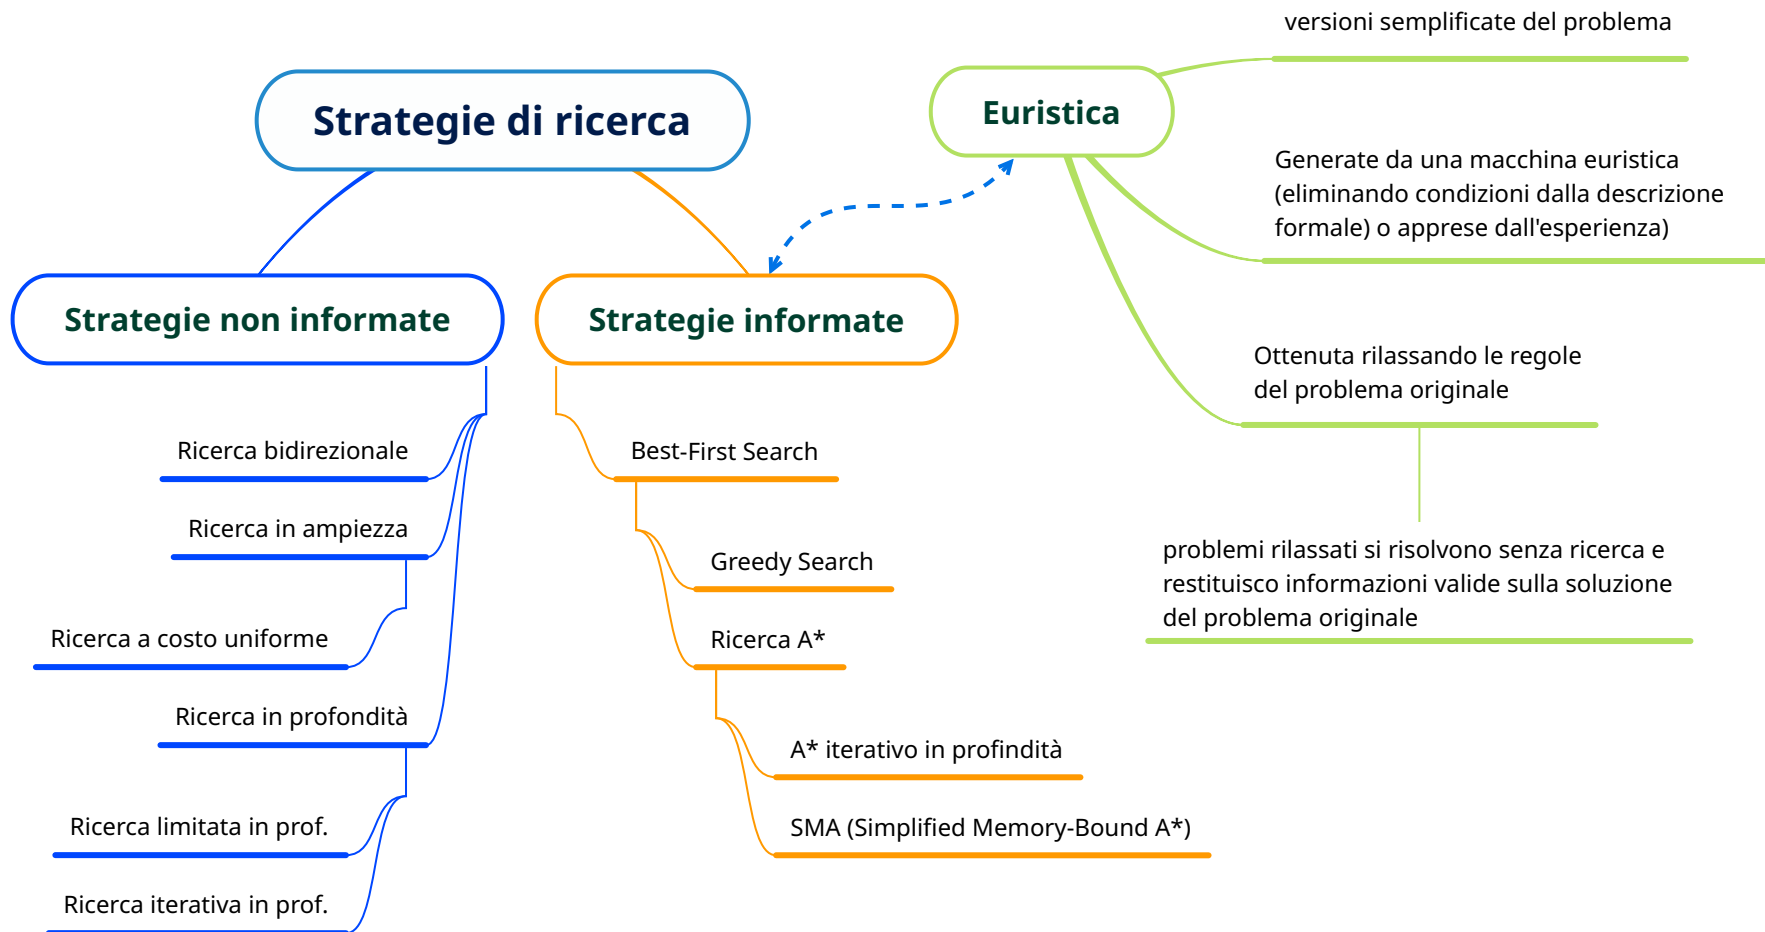 Strategie di ricerca
Strategie non informate
Ricerca bidirezionale
Ricerca in ampiezza
Ricerca a costo uniforme
Ricerca in profondità
Ricerca limitata in prof.
Ricerca iterativa in prof.
Strategie informate
Best-First Search
Greedy Search
Ricerca A*
A* iterativo in profindità
SMA (Simplified Memory-Bound A*)
Euristica
versioni semplificate del problema
Generate da una macchina euristica
(eliminando condizioni dalla descrizione
formale) o apprese dall'esperienza)
Ottenuta rilassando le regole
del problema originale
problemi rilassati si risolvono senza ricerca e
restituisco informazioni valide sulla soluzione
del problema originale